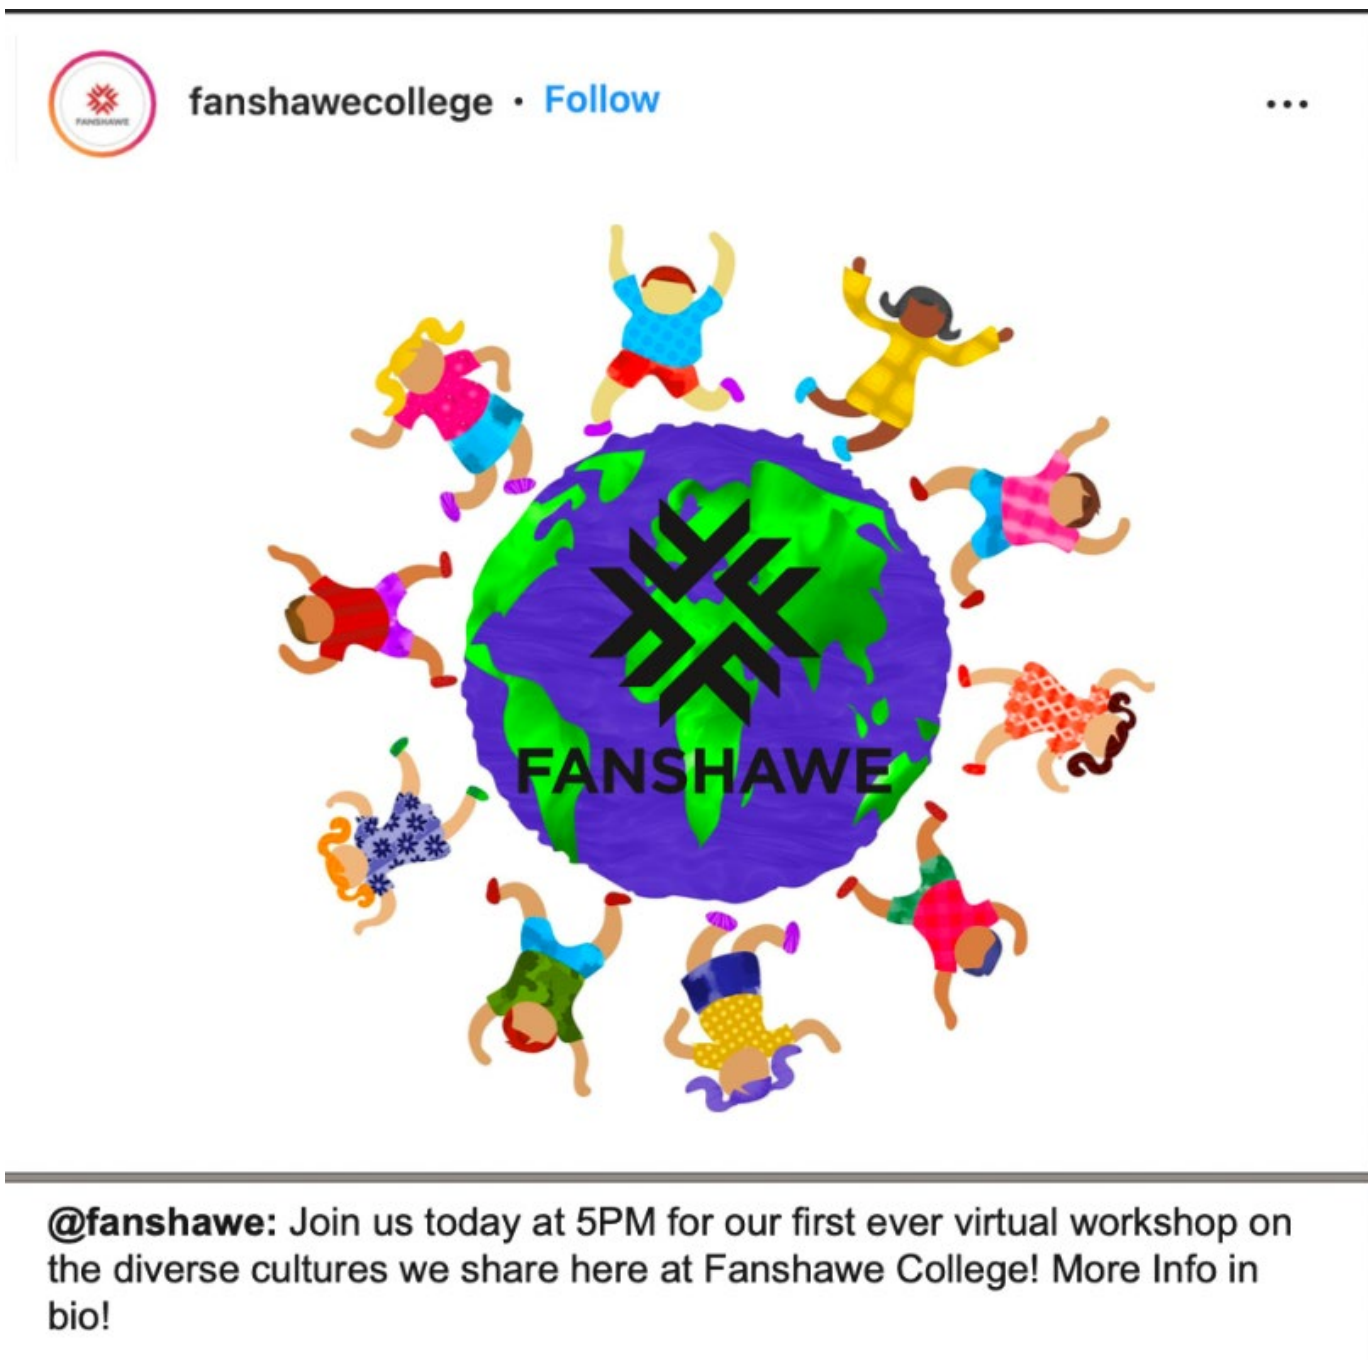 fanshawecollege • Follow
FANSHAWE
FANSHAWE
@fanshawe: Join us today at 5PM for our first ever virtual workshop on
the diverse cultures we share here at Fanshawe College! More Info in
bio!